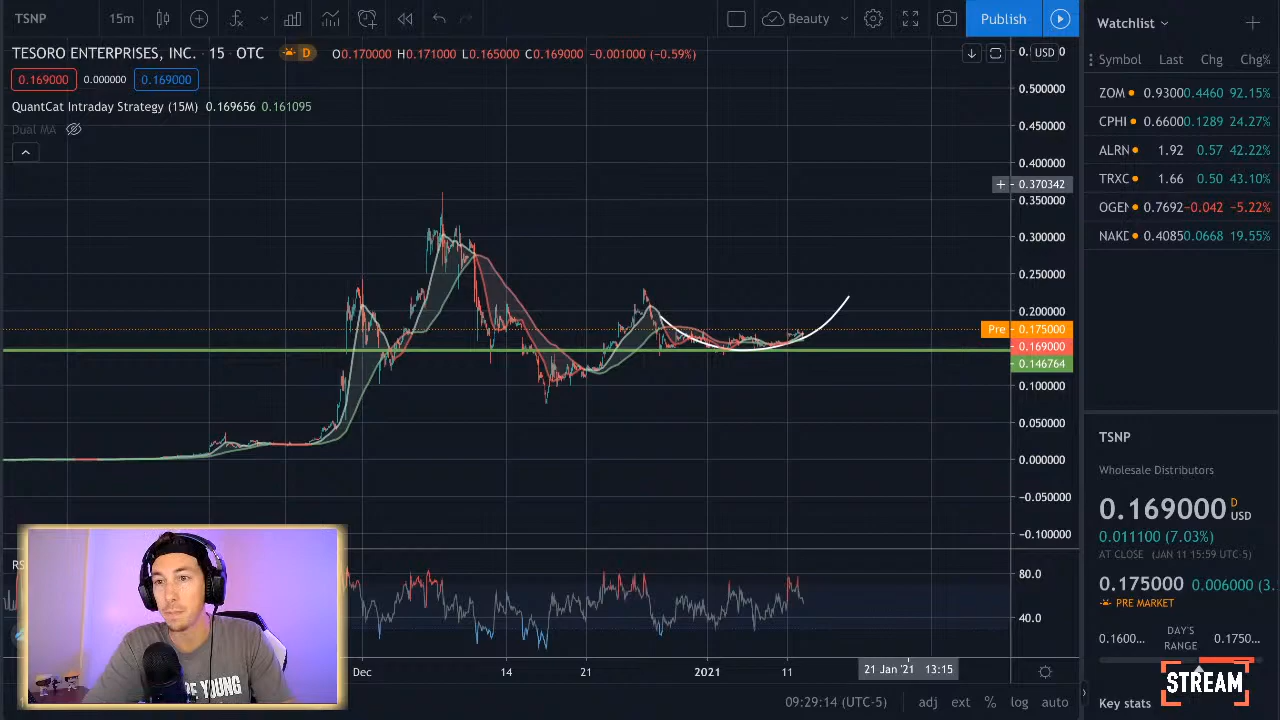 TSNP 15m Beauty Publish
TESORO ENTERPRISES, INC. · 15 · OTC D O0.170000 H0.171000 L0.165000 C0.169000 −0.001000 (−0.59%)
0.169000 0.000000 0.169000
QuantCat Intraday Strategy (15M) 0.169656 0.161095
Dual MA
USD
0.500000
0.450000
0.400000
0.370342
0.350000
0.300000
0.250000
0.200000
Pre 0.175000
0.169000
0.146764
0.100000
0.050000
0.000000
−0.050000
−0.100000
80.0
40.0
Dec 14 21 2021 11 21 Jan '21 13:15
09:29:14 (UTC-5) adj ext % log auto
Watchlist
Symbol Last Chg Chg%
ZOM 0.9300 0.4460 92.15%
CPHI 0.6600 0.1289 24.27%
ALRN 1.92 0.57 42.22%
TRXC 1.66 0.50 43.10%
OGEN 0.7692 −0.042 −5.22%
NAKD 0.4085 0.0668 19.55%
TSNP
Wholesale Distributors
0.169000 D USD
0.011100 (7.03%)
AT CLOSE (JAN 11 15:59 UTC-5)
0.175000 0.006000 (3.
PRE MARKET
0.1600... DAY'S RANGE 0.1750...
STREAM
Key stats
YOUNG